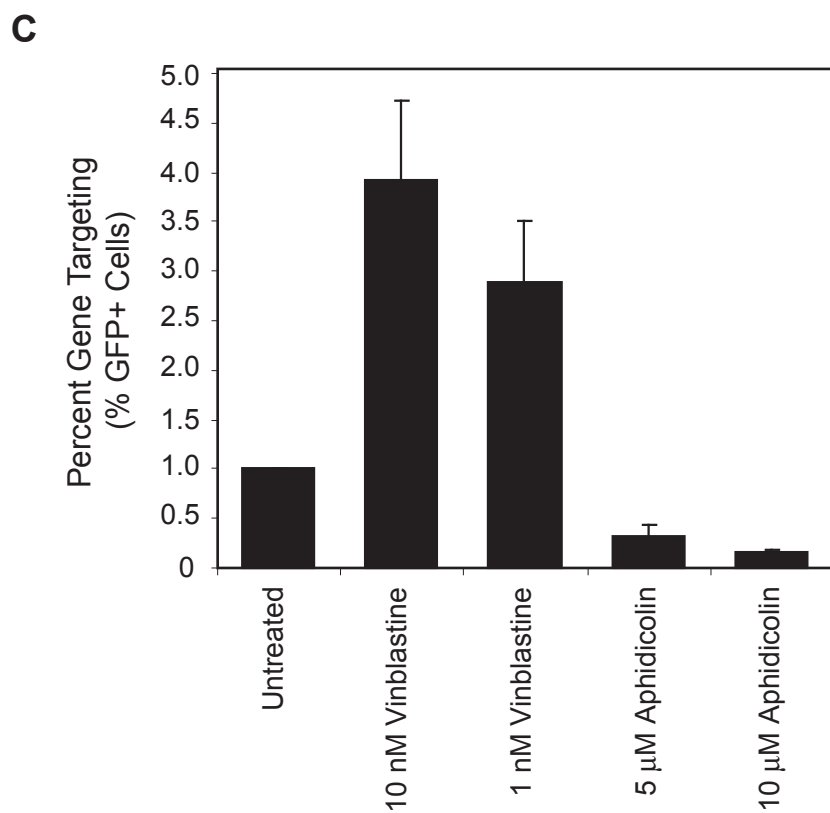 C
Percent Gene Targeting
(% GFP+ Cells)
5.0
4.5
4.0
3.5
3.0
2.5
2.0
1.5
1.0
0.5
0
Untreated
10 nM Vinblastine
1 nM Vinblastine
5 μM Aphidicolin
10 μM Aphidicolin